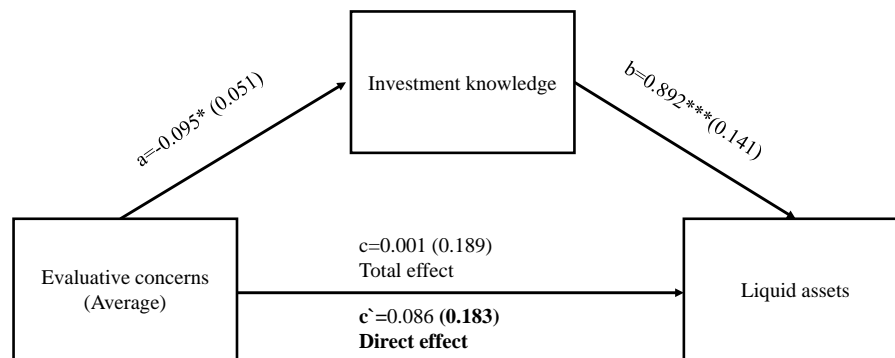 a=-0.095* (0.051)
Investment knowledge
b=0.892***(0.141)
Evaluative concerns
(Average)
c=0.001 (0.189)
Total effect
c`=0.086 (0.183)
Direct effect
Liquid assets